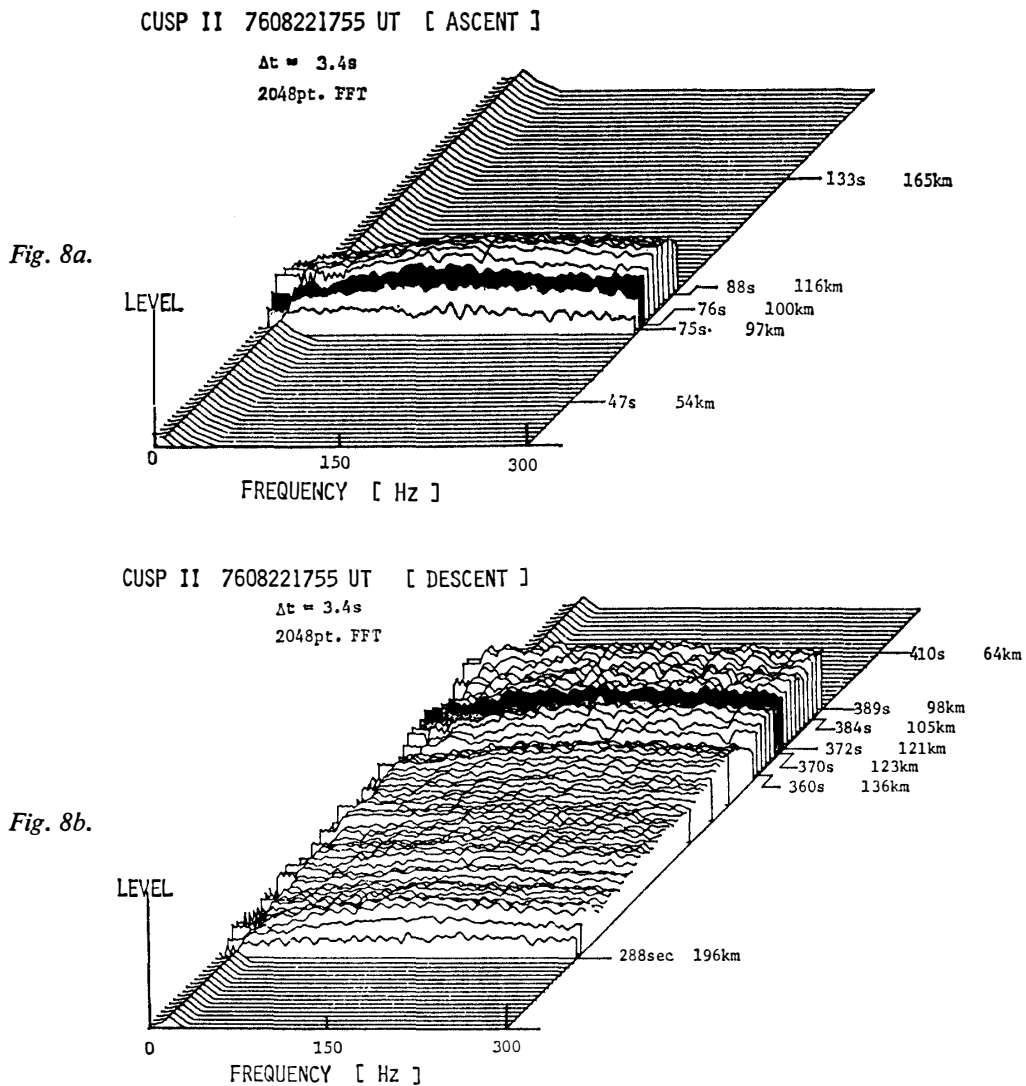 CUSP II 7608221755 UT [ ASCENT ]
Δt = 3.4s
2048pt. FFT
133s 165km
Fig. 8a.
88s 116km
LEVEL
76s 100km
75s· 97km
47s 54km
0 150 300
FREQUENCY [ Hz ]
CUSP II 7608221755 UT [ DESCENT ]
Δt = 3.4s
2048pt. FFT
410s 64km
389s 98km
384s 105km
372s 121km
370s 123km
360s 136km
Fig. 8b.
LEVEL
288sec 196km
0 150 300
FREQUENCY [ Hz ]